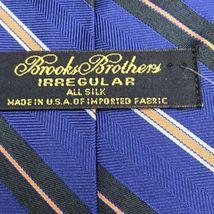 Brooks Brothers
IRREGULAR
ALL SILK
MADE IN U.S.A. OF IMPORTED FABRIC